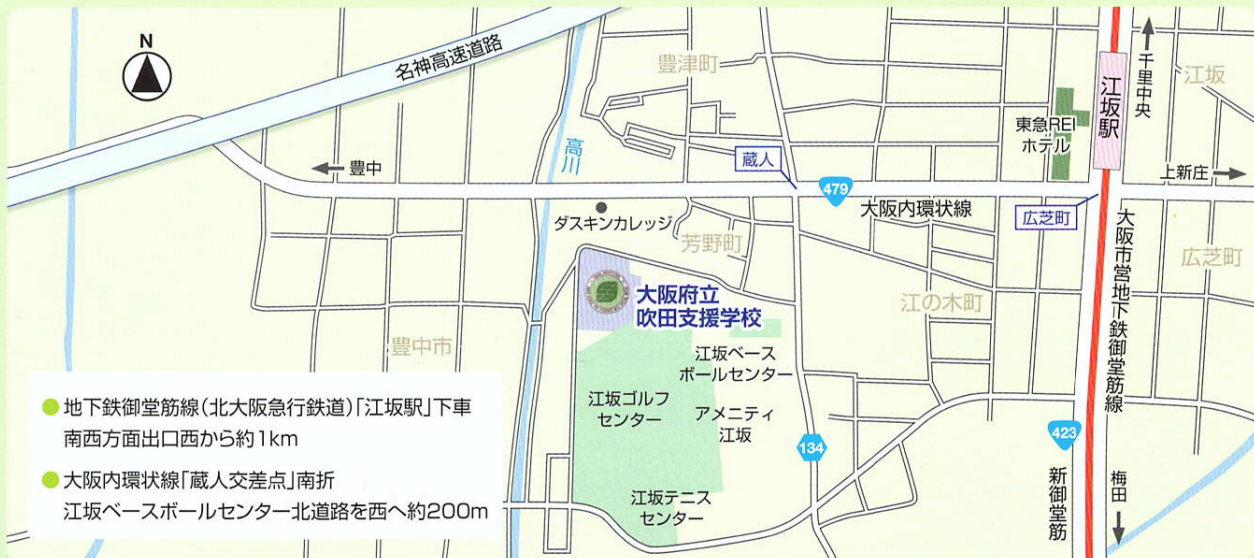 N
名神高速道路
豊津町
千里中央
江坂
江坂駅
東急REI
ホテル
高川
豊中
蔵人
479
大阪内環状線
上新庄
広芝町
ダスキンカレッジ
芳野町
大阪市営地下鉄御堂筋線
広芝町
大阪府立
吹田支援学校
江の木町
豊中市
江坂ベース
ボールセンター
江坂ゴルフ
センター
アメニティ
江坂
134
423
新御堂筋
梅田
江坂テニス
センター
地下鉄御堂筋線(北大阪急行鉄道)「江坂駅」下車
南西方面出口西から約1km
大阪内環状線「蔵人交差点」南折
江坂ベースボールセンター北道路を西へ約200m